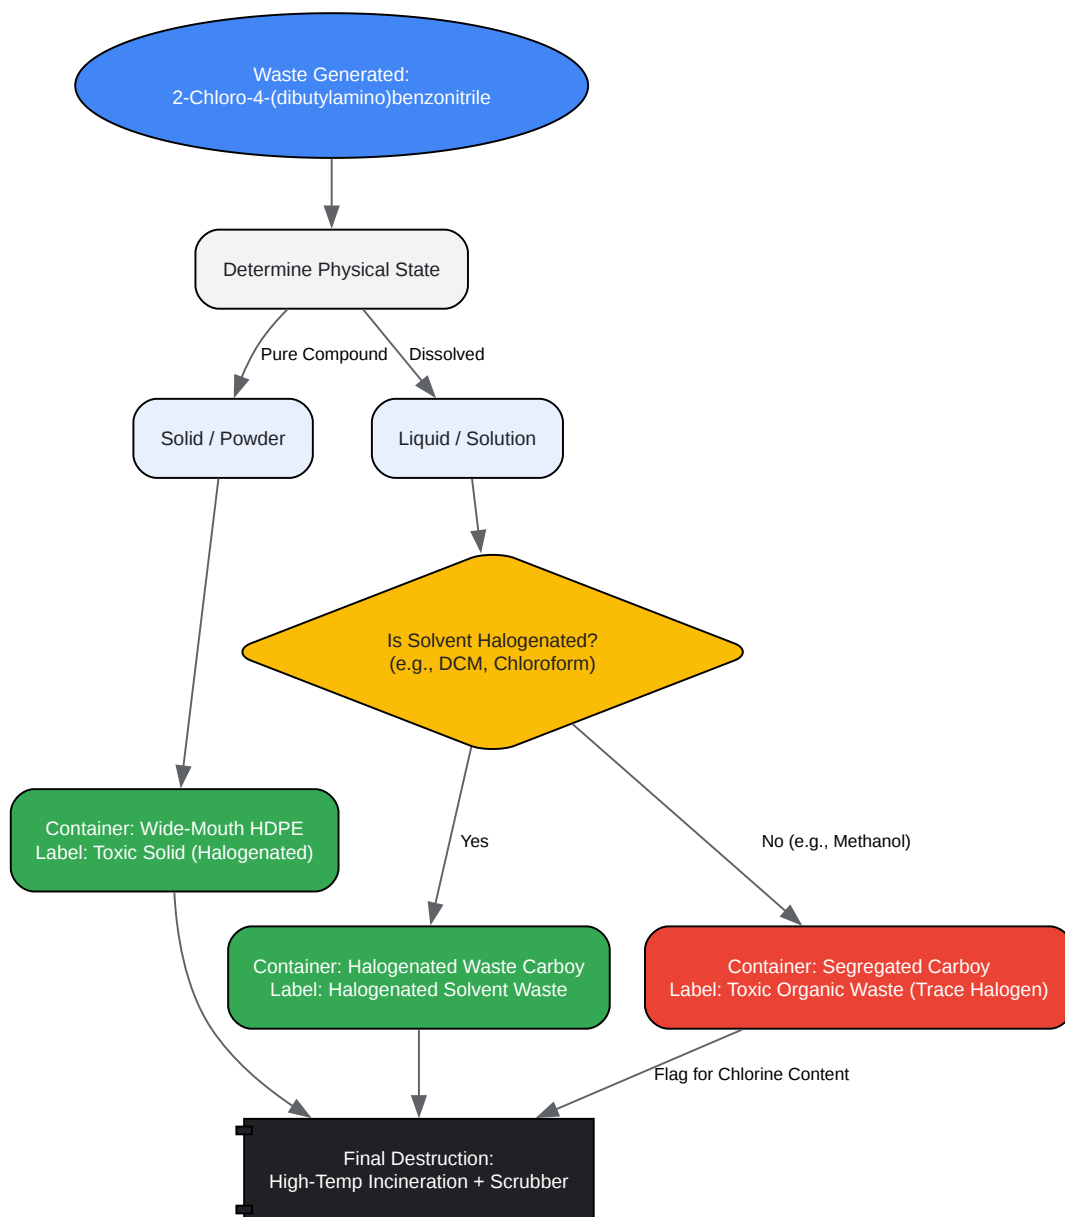 Waste Generated:
2-Chloro-4-(dibutylamino)benzonitrile
Determine Physical State
Pure Compound
Dissolved
Solid / Powder
Liquid / Solution
Is Solvent Halogenated?
(e.g., DCM, Chloroform)
Container: Wide-Mouth HDPE
Label: Toxic Solid (Halogenated)
Yes
No (e.g., Methanol)
Container: Halogenated Waste Carboy
Label: Halogenated Solvent Waste
Container: Segregated Carboy
Label: Toxic Organic Waste (Trace Halogen)
Flag for Chlorine Content
Final Destruction:
High-Temp Incineration + Scrubber